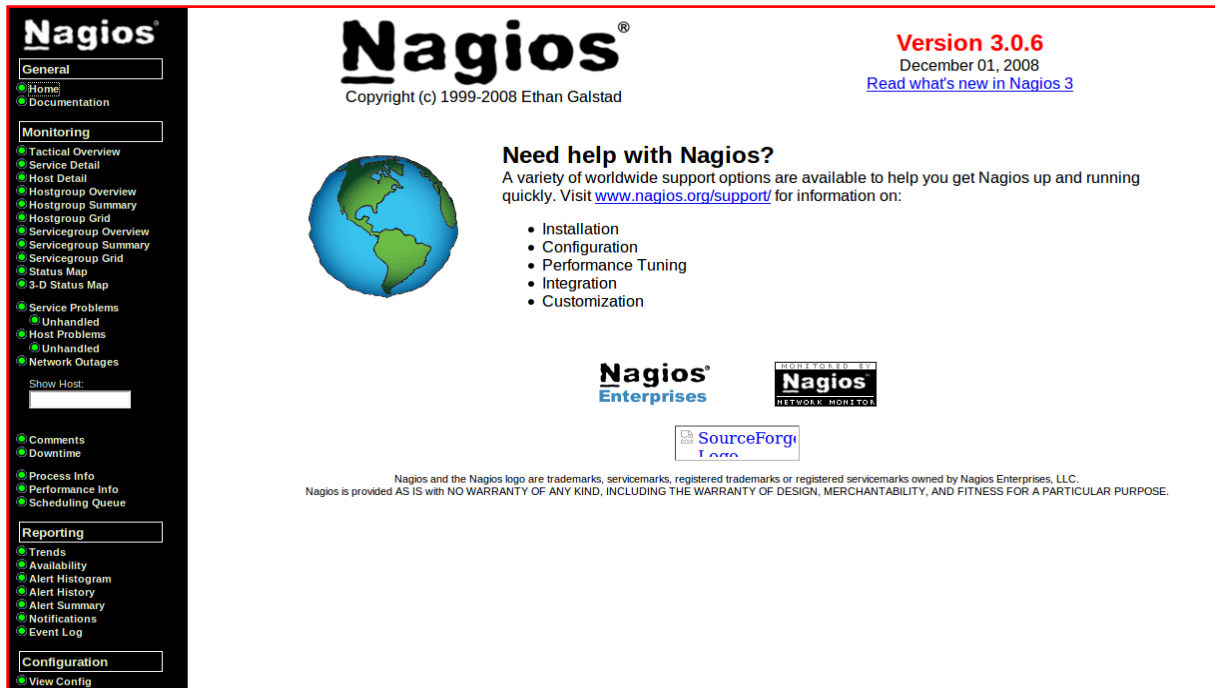 Nagios®
General
Home
Documentation
Monitoring
Tactical Overview
Service Detail
Host Detail
Hostgroup Overview
Hostgroup Summary
Hostgroup Grid
Servicegroup Overview
Servicegroup Summary
Servicegroup Grid
Status Map
3-D Status Map
Service Problems
Unhandled
Host Problems
Unhandled
Network Outages
Show Host:
Comments
Downtime
Process Info
Performance Info
Scheduling Queue
Reporting
Trends
Availability
Alert Histogram
Alert History
Alert Summary
Notifications
Event Log
Configuration
View Config
Nagios®
Copyright (c) 1999-2008 Ethan Galstad
Version 3.0.6
December 01, 2008
Read what's new in Nagios 3
Need help with Nagios?
A variety of worldwide support options are available to help you get Nagios up and running
quickly. Visit www.nagios.org/support/ for information on:
• Installation
• Configuration
• Performance Tuning
• Integration
• Customization
Nagios®
Enterprises
MONITORED BY
Nagios™
NETWORK MONITOR
SourceForge
Logo
Nagios and the Nagios logo are trademarks, servicemarks, registered trademarks or registered servicemarks owned by Nagios Enterprises, LLC.
Nagios is provided AS IS with NO WARRANTY OF ANY KIND, INCLUDING THE WARRANTY OF DESIGN, MERCHANTABILITY, AND FITNESS FOR A PARTICULAR PURPOSE.